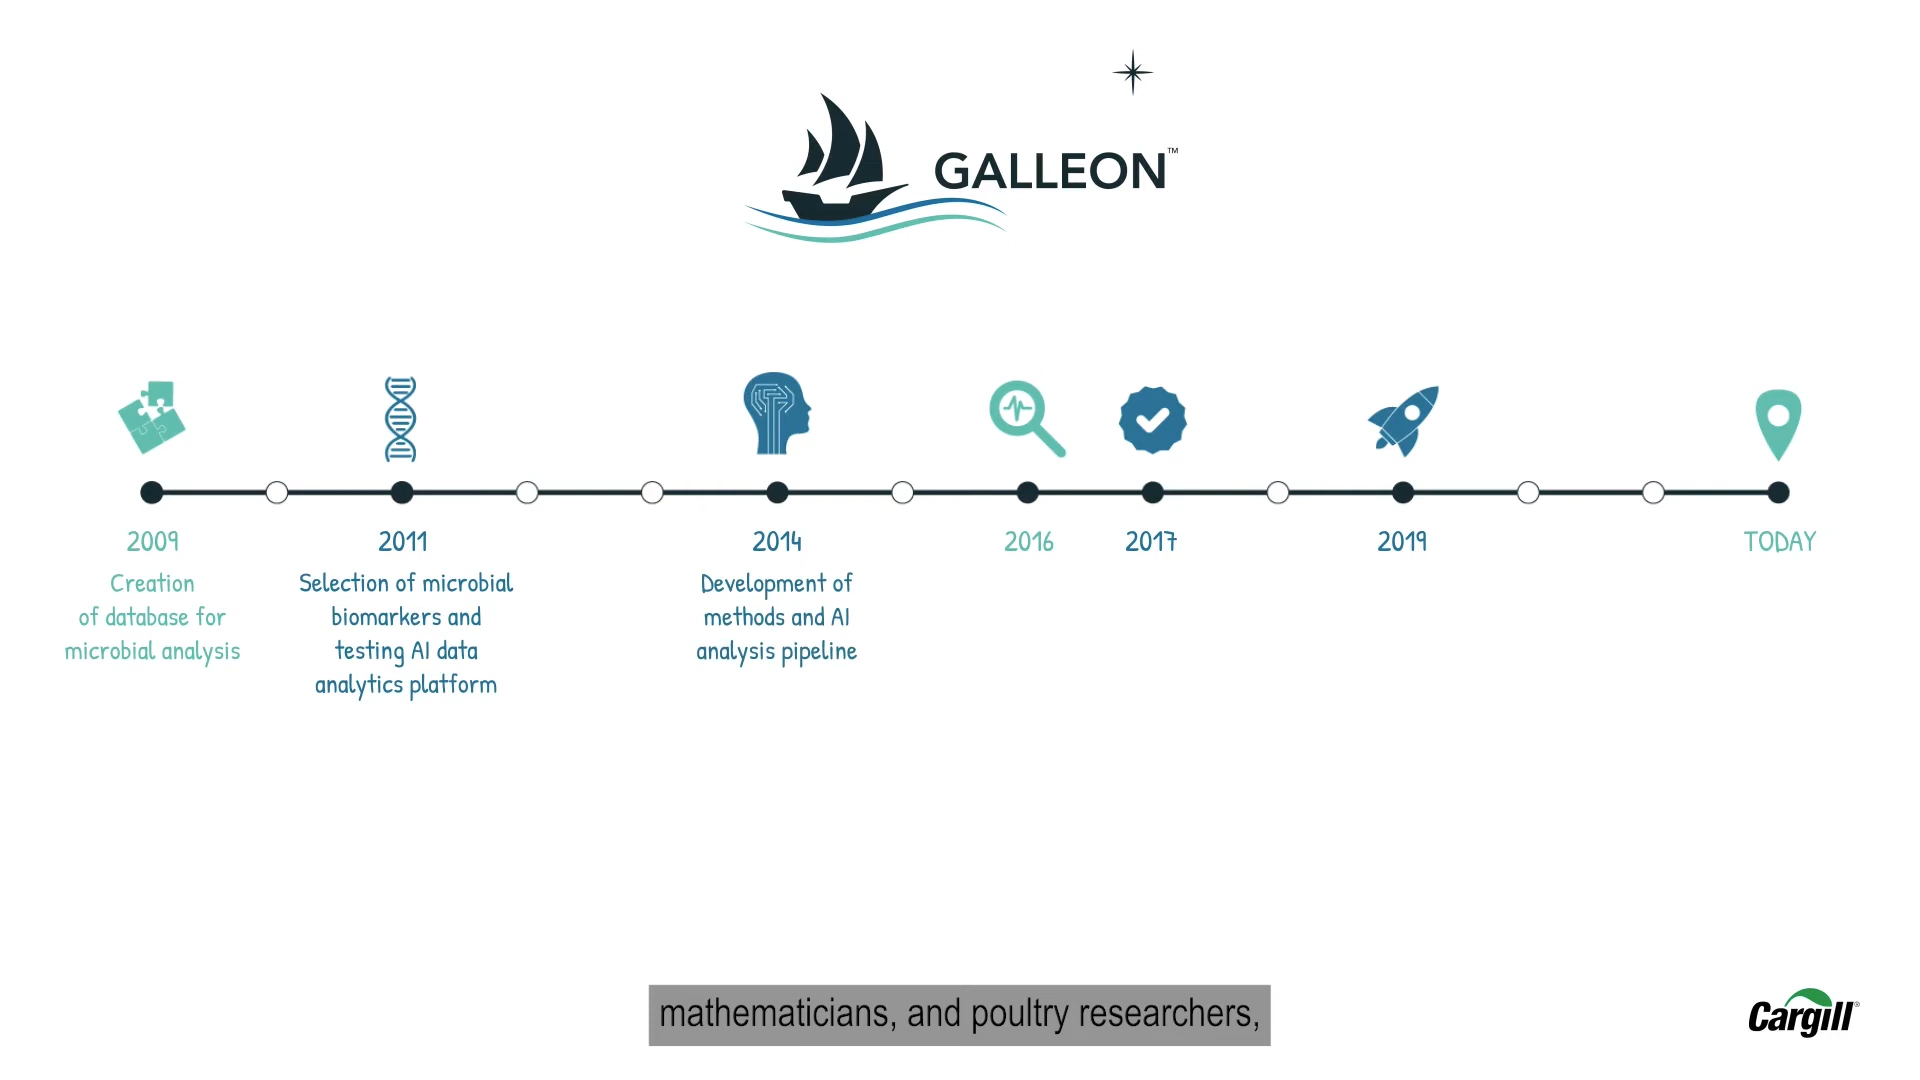 GALLEON™
2009
Creation
of database for
microbial analysis
2011
Selection of microbial
biomarkers and
testing AI data
analytics platform
2014
Development of
methods and AI
analysis pipeline
2016
2017
2019
TODAY
mathematicians, and poultry researchers,
Cargill®